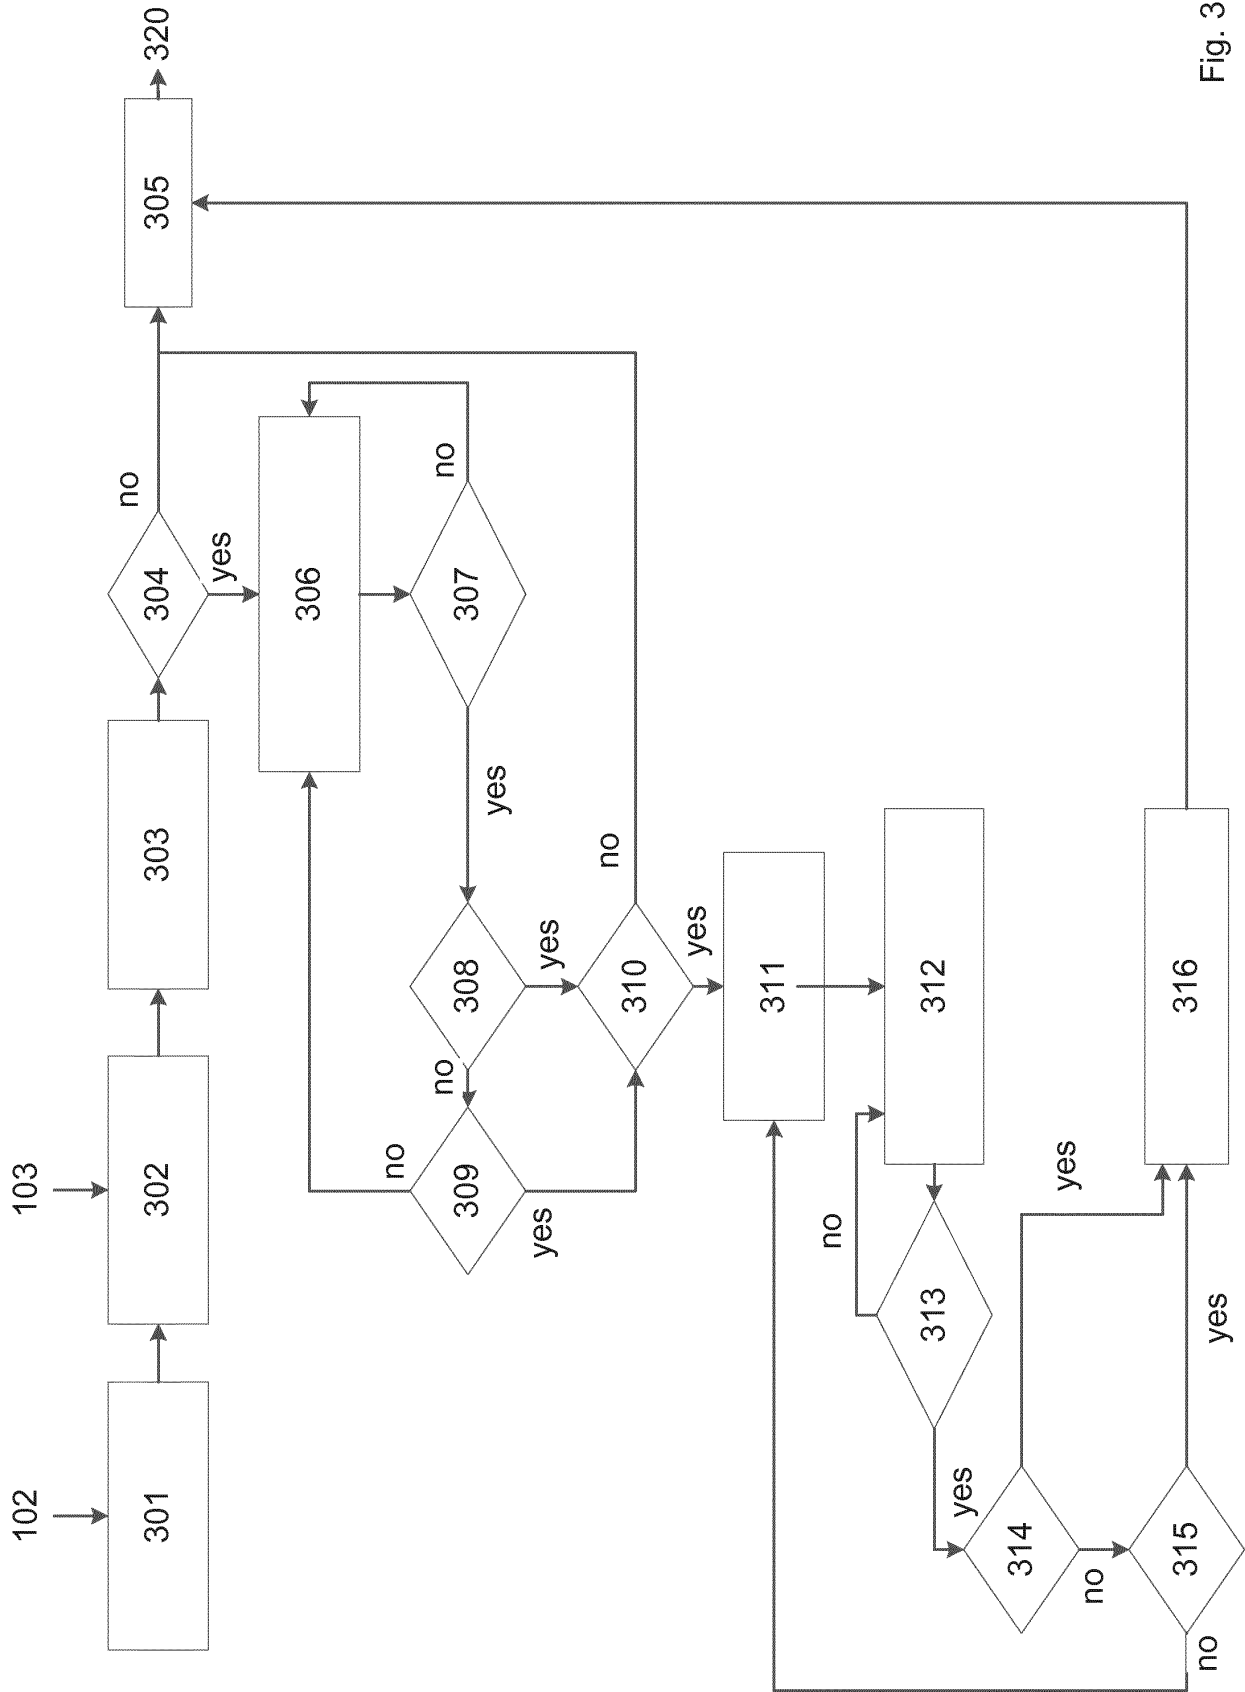 102
103
301
302
303
304
no
yes
305
320
306
307
no
yes
308
yes
no
309
no
yes
310
no
yes
311
312
313
no
yes
314
yes
no
315
yes
no
316
Fig. 3